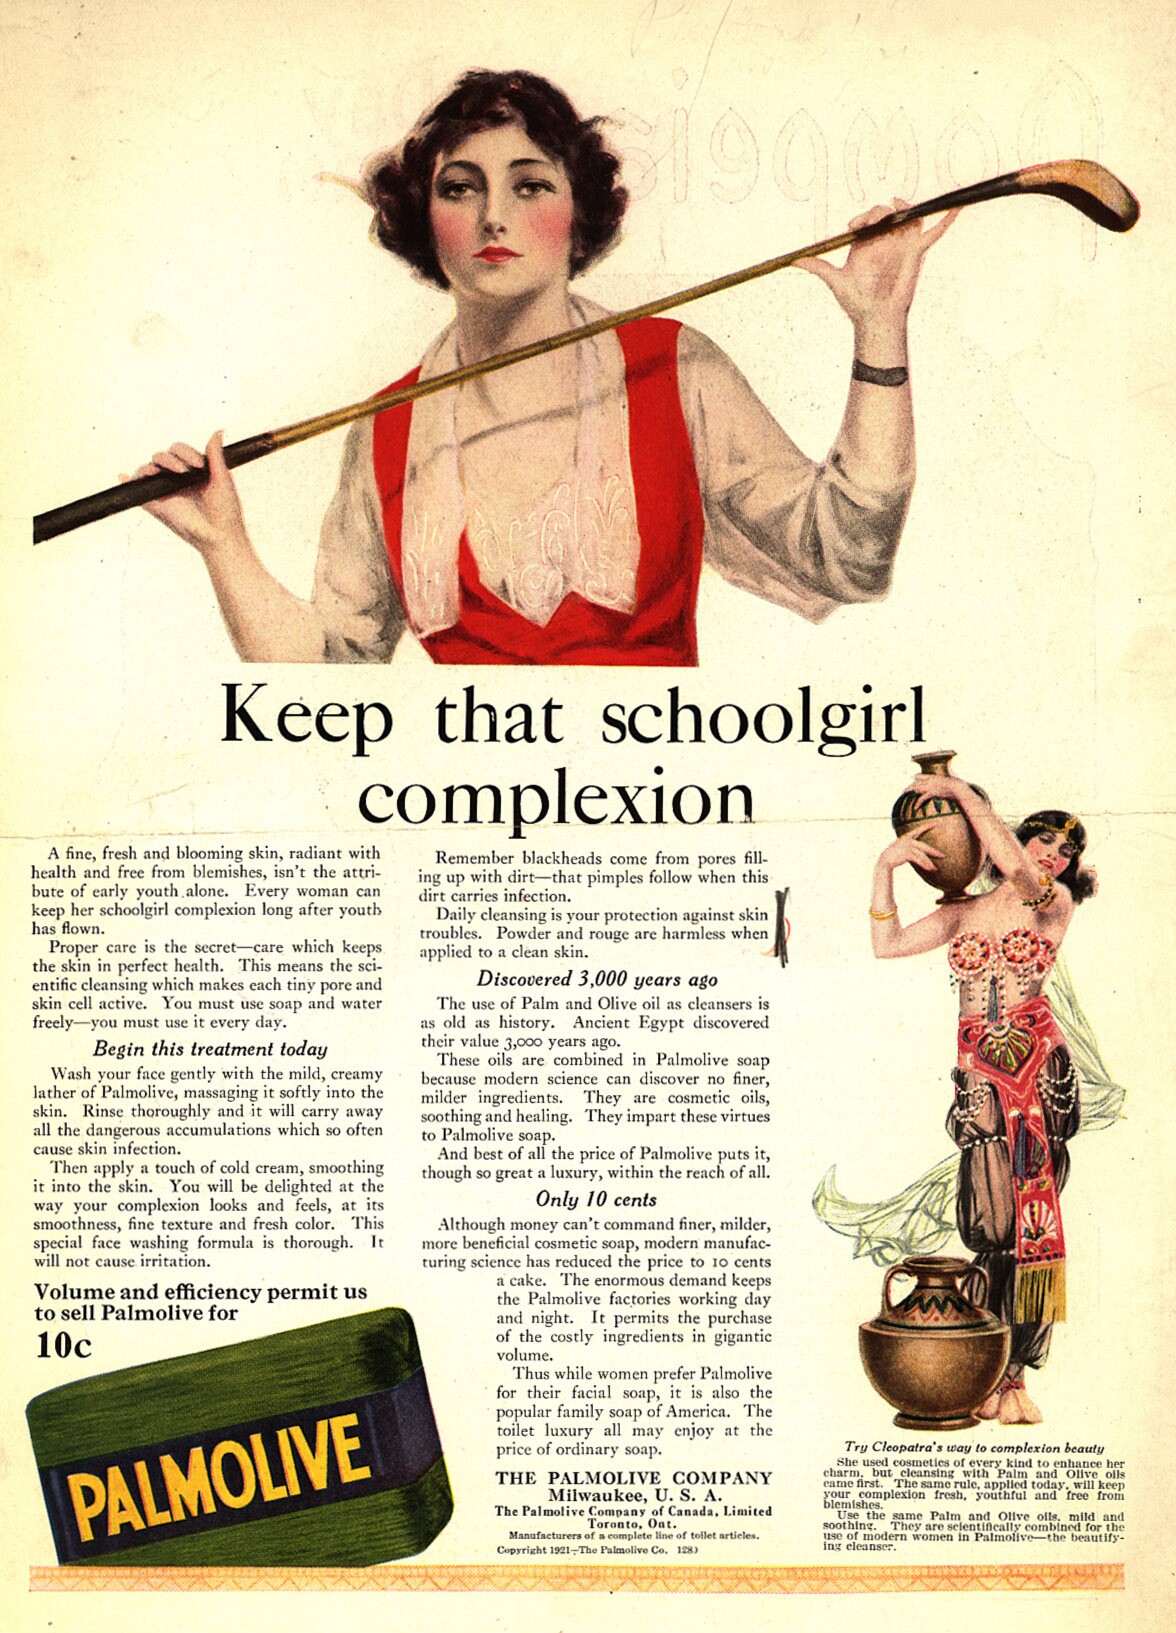 Pompeia
Keep that schoolgirl
complexion
A fine, fresh and blooming skin, radiant with
health and free from blemishes, isn't the attri-
bute of early youth alone. Every woman can
keep her schoolgirl complexion long after youth
has flown.
Proper care is the secret—care which keeps
the skin in perfect health. This means the sci-
entific cleansing which makes each tiny pore and
skin cell active. You must use soap and water
freely—you must use it every day.
Begin this treatment today
Wash your face gently with the mild, creamy
lather of Palmolive, massaging it softly into the
skin. Rinse thoroughly and it will carry away
all the dangerous accumulations which so often
cause skin infection.
Then apply a touch of cold cream, smoothing
it into the skin. You will be delighted at the
way your complexion looks and feels, at its
smoothness, fine texture and fresh color. This
special face washing formula is thorough. It
will not cause irritation.
Volume and efficiency permit us
to sell Palmolive for
10c
PALMOLIVE
Remember blackheads come from pores fill-
ing up with dirt—that pimples follow when this
dirt carries infection.
Daily cleansing is your protection against skin
troubles. Powder and rouge are harmless when
applied to a clean skin.
Discovered 3,000 years ago
The use of Palm and Olive oil as cleansers is
as old as history. Ancient Egypt discovered
their value 3,000 years ago.
These oils are combined in Palmolive soap
because modern science can discover no finer,
milder ingredients. They are cosmetic oils,
soothing and healing. They impart these virtues
to Palmolive soap.
And best of all the price of Palmolive puts it,
though so great a luxury, within the reach of all.
Only 10 cents
Although money can't command finer, milder,
more beneficial cosmetic soap, modern manufac-
turing science has reduced the price to 10 cents
a cake. The enormous demand keeps
the Palmolive factories working day
and night. It permits the purchase
of the costly ingredients in gigantic
volume.
Thus while women prefer Palmolive
for their facial soap, it is also the
popular family soap of America. The
toilet luxury all may enjoy at the
price of ordinary soap.
THE PALMOLIVE COMPANY
Milwaukee, U. S. A.
The Palmolive Company of Canada, Limited
Toronto, Ont.
Manufacturers of a complete line of toilet articles.
Copyright 1921—The Palmolive Co.
Try Cleopatra's way to complexion beauty
She used cosmetics of every kind to enhance her
charm, but cleansing with Palm and Olive oils
came first. The same rule, applied today, will keep
your complexion fresh, youthful and free from
blemishes.
Use the same Palm and Olive oils, mild and
soothing. They are scientifically combined for the
use of modern women in Palmolive—the beautify-
ing cleanser.